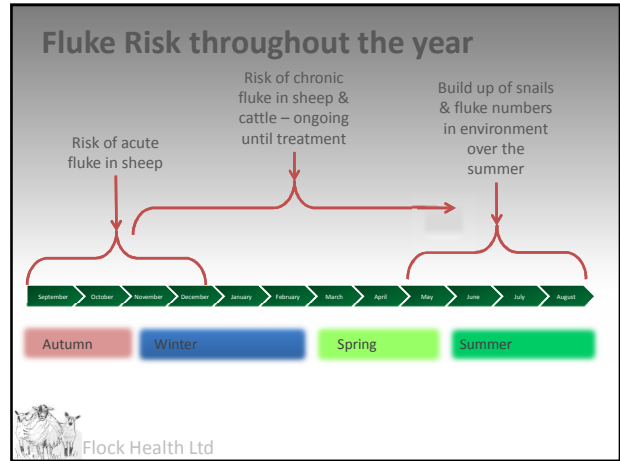 Fluke Risk throughout the year
Risk of acute
fluke in sheep
Risk of chronic
fluke in sheep &
cattle – ongoing
until treatment
Build up of snails
& fluke numbers
in environment
over the
summer
September October November December January February March April May June July August
Autumn Winter Spring Summer
Flock Health Ltd